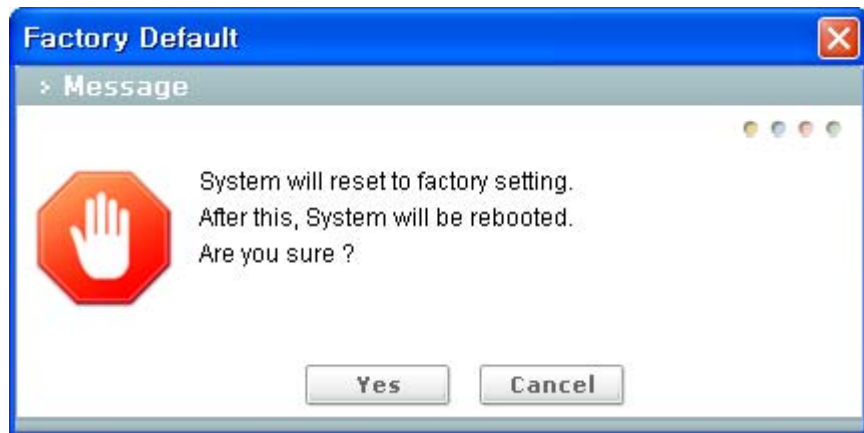 Factory Default
> Message
System will reset to factory setting.
After this, System will be rebooted.
Are you sure ?
Yes
Cancel